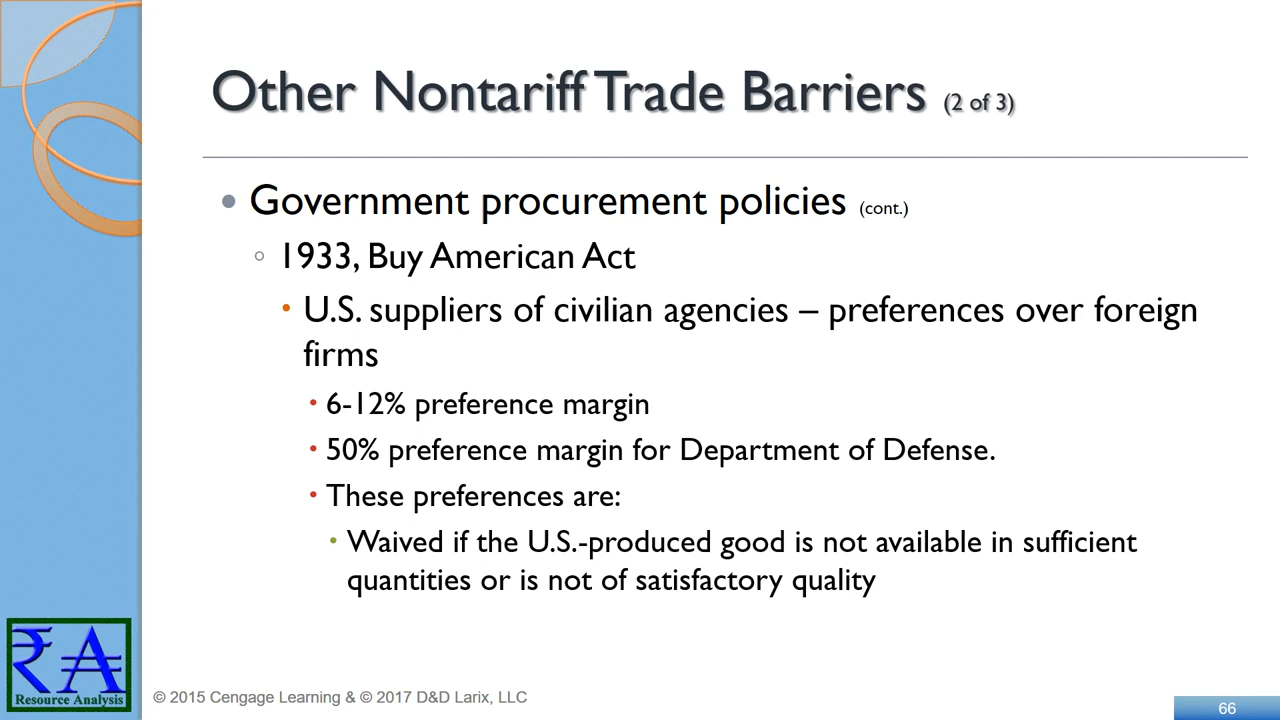 Other Nontariff Trade Barriers (2 of 3)
• Government procurement policies (cont.)
◦ 1933, Buy American Act
• U.S. suppliers of civilian agencies – preferences over foreign
firms
• 6-12% preference margin
• 50% preference margin for Department of Defense.
• These preferences are:
• Waived if the U.S.-produced good is not available in sufficient
quantities or is not of satisfactory quality
₹A
Resource Analysis
© 2015 Cengage Learning & © 2017 D&D Larix, LLC
66